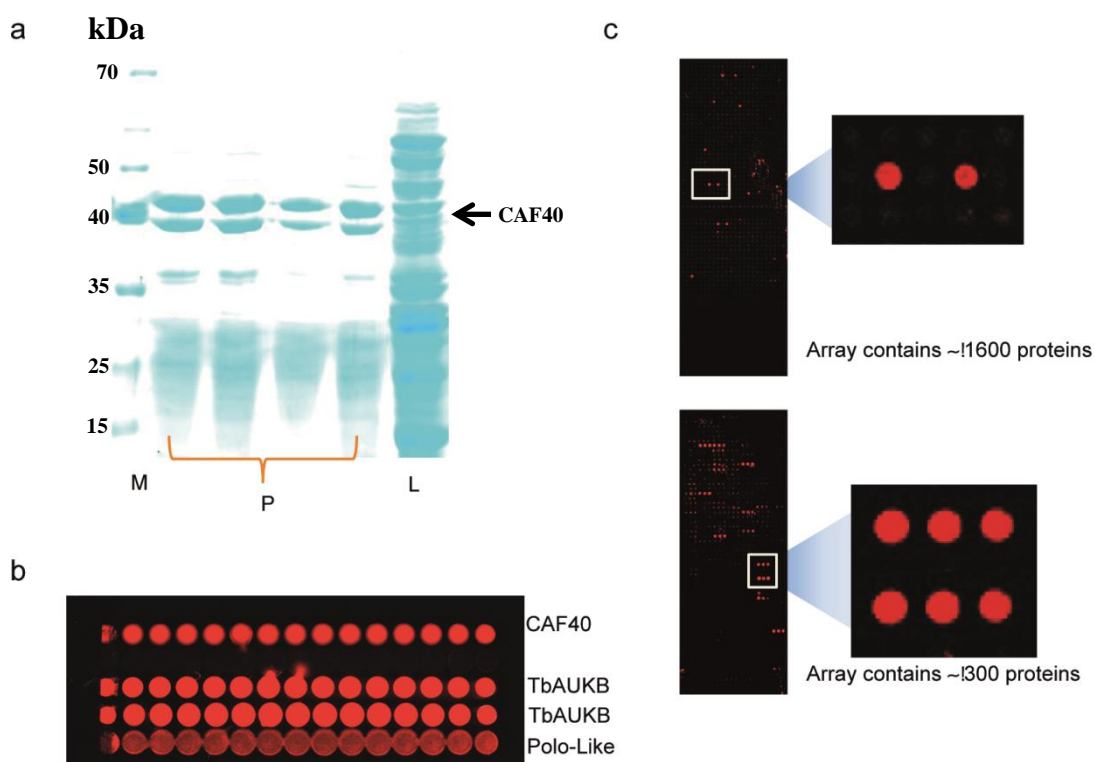 a
kDa
70
50
40
35
25
15
CAF40
M
P
L
b
CAF40
TbAUKB
TbAUKB
Polo-Like
c
Array contains ~!1600 proteins
Array contains ~!300 proteins